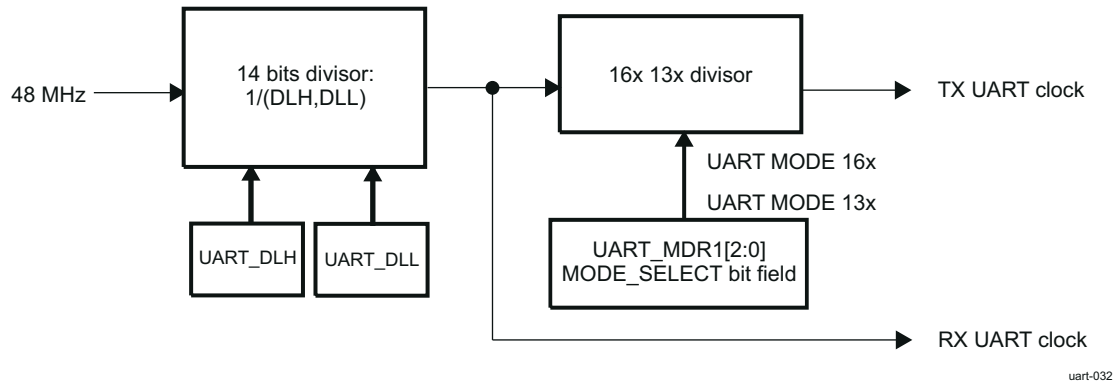 48 MHz
14 bits divisor:
1/(DLH,DLL)
16x 13x divisor
TX UART clock
UART MODE 16x
UART MODE 13x
UART_DLH
UART_DLL
UART_MDR1[2:0]
MODE_SELECT bit field
RX UART clock
uart-032